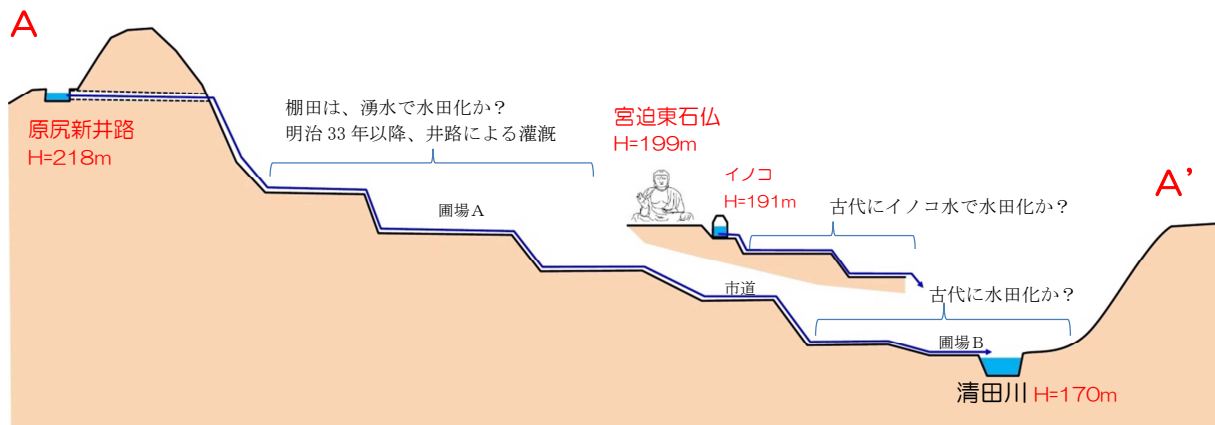 A
棚田は、湧水で水田化か？
明治 33 年以降、井路による灌漑
原尻新井路
H=218m
宮迫東石仏
H=199m
イノコ
H=191m
A’
古代にイノコ水で水田化か？
圃場A
市道
古代に水田化か？
圃場B
清田川 H=170m